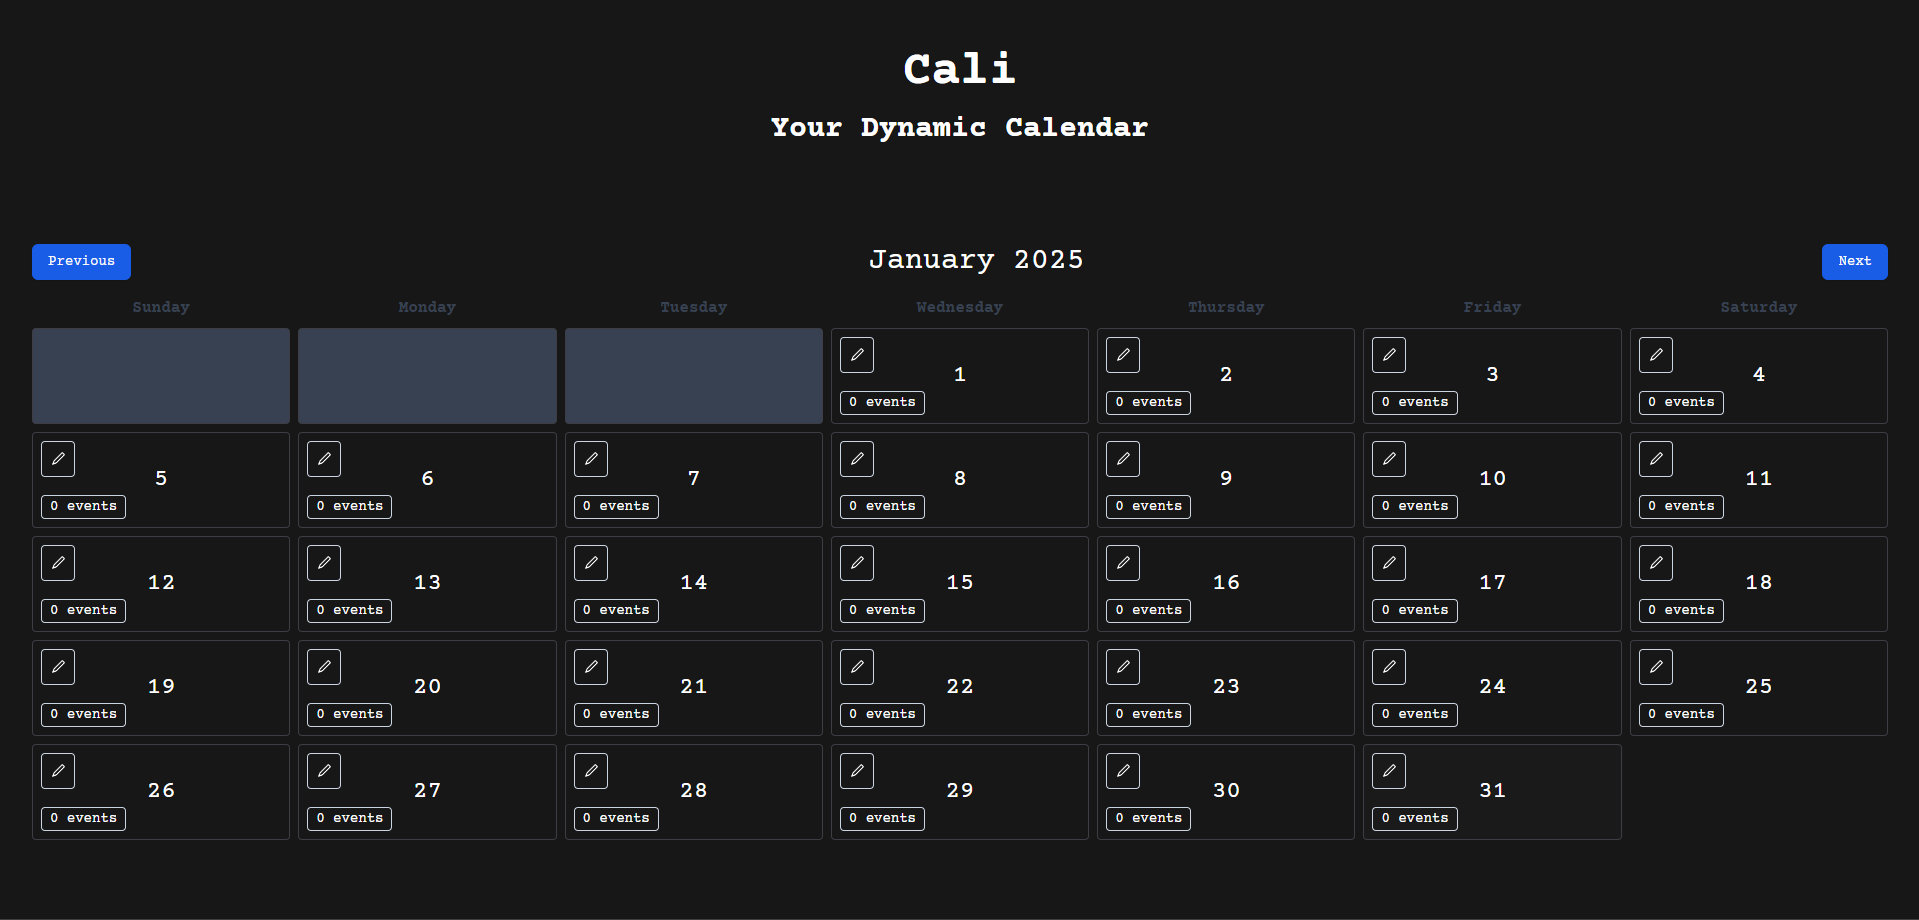 Cali
Your Dynamic Calendar
Previous
January 2025
Next
Sunday Monday Tuesday Wednesday Thursday Friday Saturday
1 2 3 4
0 events 0 events 0 events 0 events
5 6 7 8 9 10 11
0 events 0 events 0 events 0 events 0 events 0 events 0 events
12 13 14 15 16 17 18
0 events 0 events 0 events 0 events 0 events 0 events 0 events
19 20 21 22 23 24 25
0 events 0 events 0 events 0 events 0 events 0 events 0 events
26 27 28 29 30 31
0 events 0 events 0 events 0 events 0 events 0 events